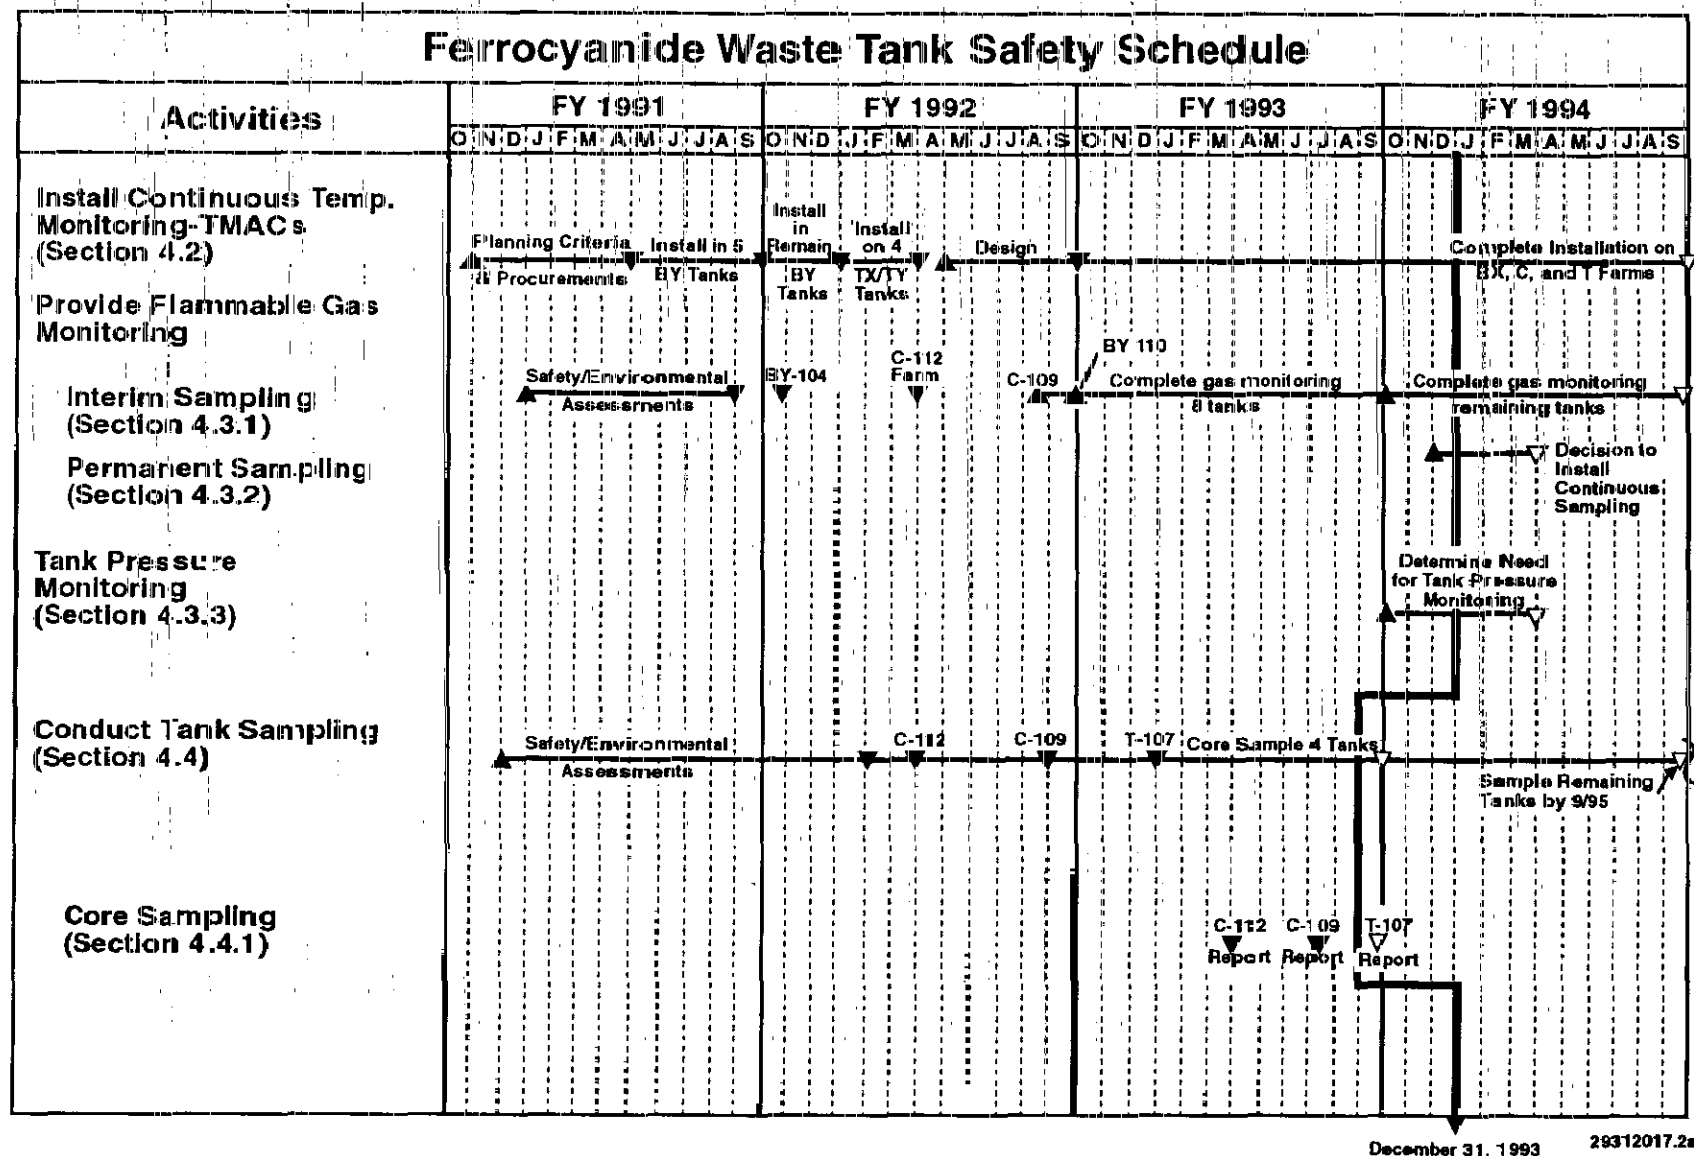 Ferrocyanide Waste Tank Safety Schedule
Activities
FY 1991
FY 1992
FY 1993
FY 1994
O N D J F M A M J J A S O N D J F M A M J J A S O N D J F M A M J J A S O N D J F M A M J J A S
Install Continuous Temp.
Monitoring-TMACs
(Section 4.2)
Planning Criteria
& Procurements
Install in 5
BY Tanks
Install
in
Remain
BY
Tanks
Install
on 4
TX/TY
Tanks
Design
Complete Installation on
BX, C, and T Farms
Provide Flammable Gas
Monitoring
Interim Sampling
(Section 4.3.1)
Safety/Environmental
Assessments
BY-104
C-112
Farm
C-109
BY 110
Complete gas monitoring
8 tanks
Complete gas monitoring
remaining tanks
Permanent Sampling
(Section 4.3.2)
Decision to
Install
Continuous
Sampling
Tank Pressure
Monitoring
(Section 4.3.3)
Determine Need
for Tank Pressure
Monitoring
Conduct Tank Sampling
(Section 4.4)
Safety/Environmental
Assessments
C-112
C-109
T-107
Core Sample 4 Tanks
Sample Remaining
Tanks by 9/95
Core Sampling
(Section 4.4.1)
C-112
Report
C-109
Report
T-107
Report
December 31, 1993
29312017.2a